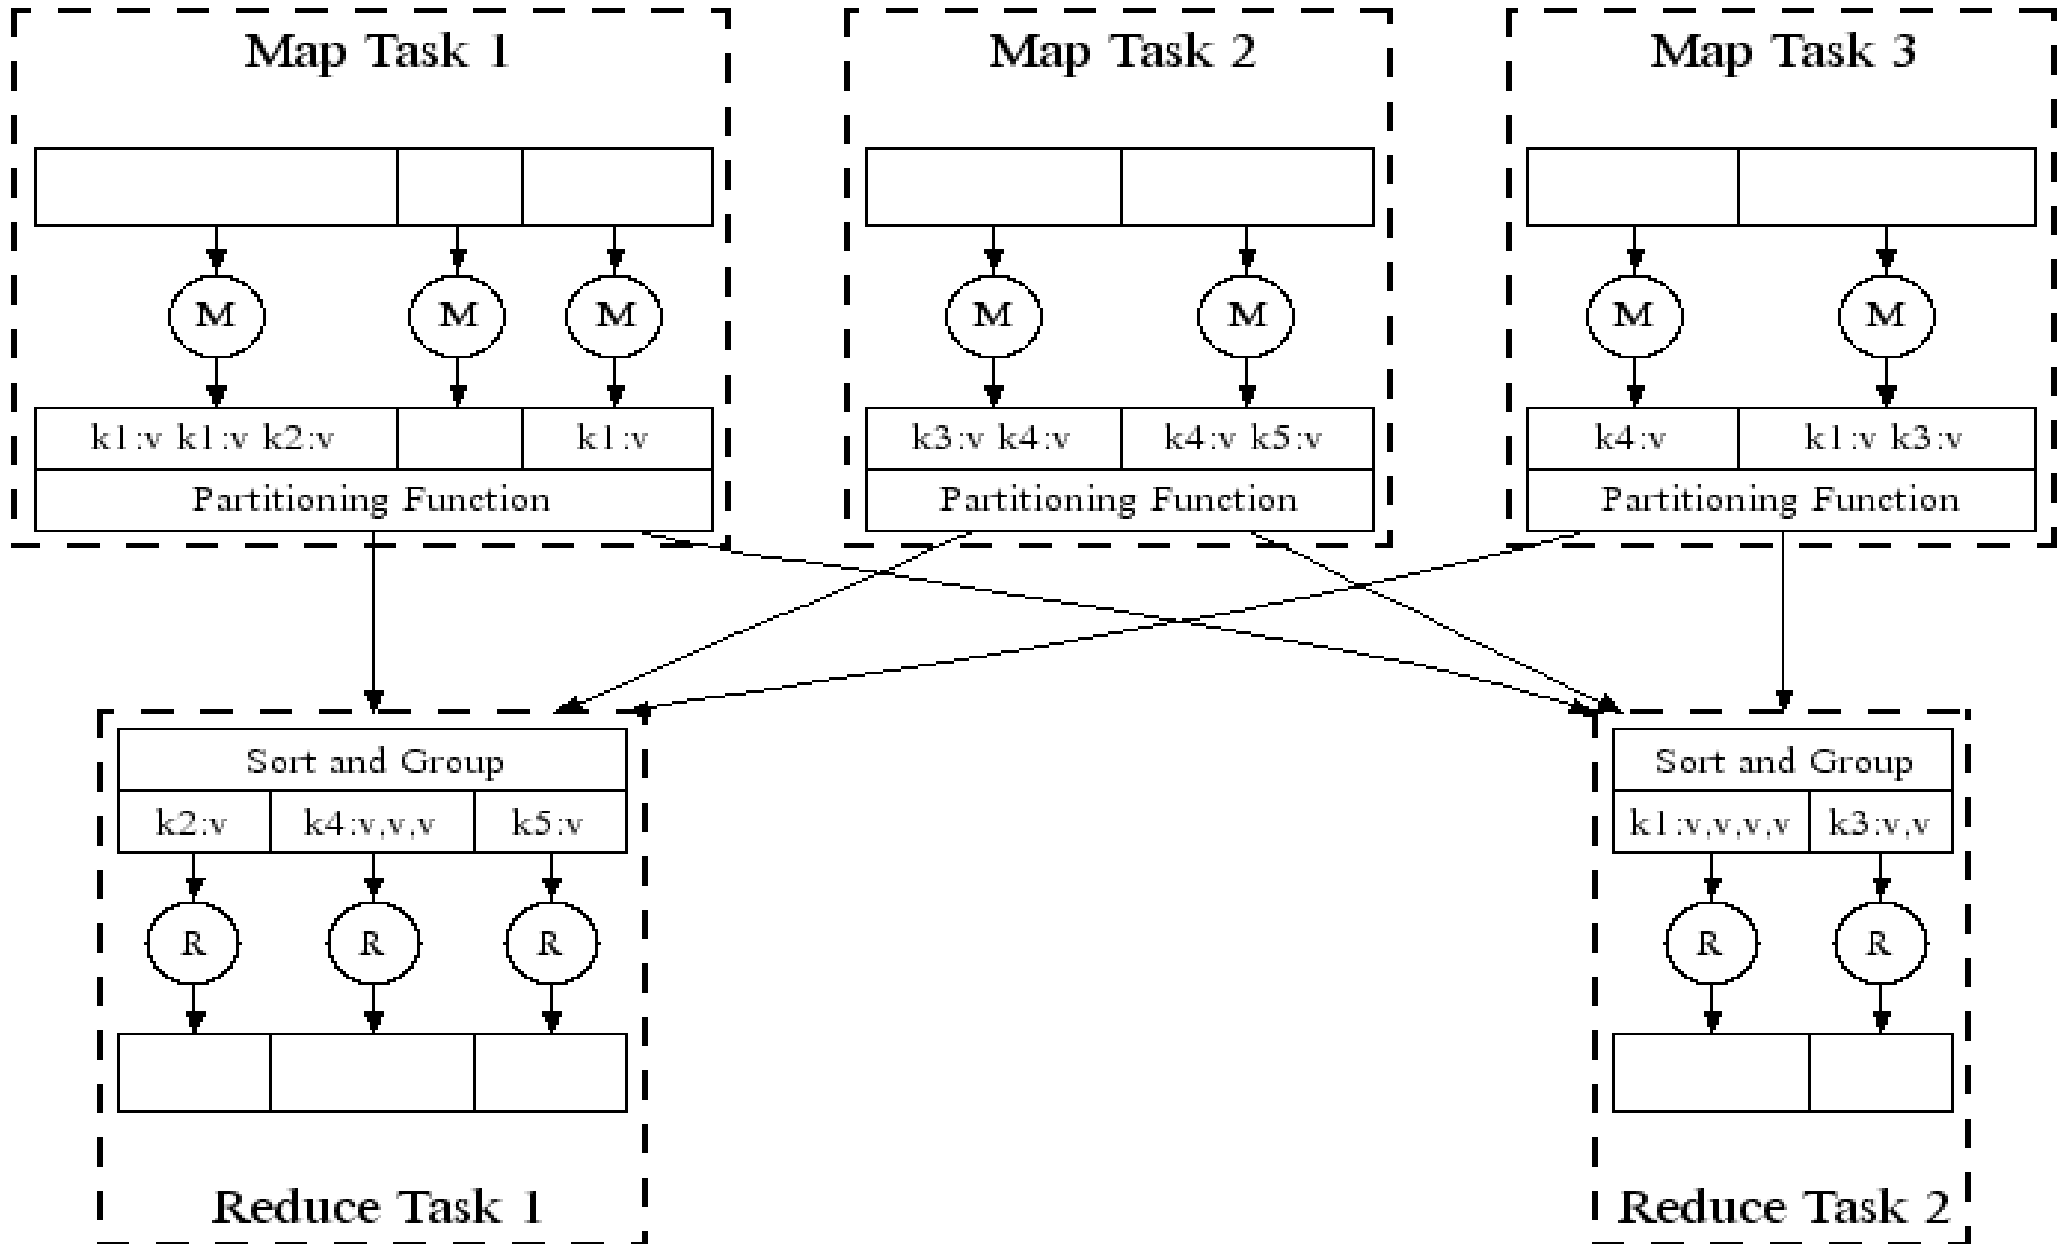 Map Task 1
Map Task 2
Map Task 3
M
M
M
M
M
M
M
k1:v k1:v k2:v
k1:v
k3:v k4:v
k4:v k5:v
k4:v
k1:v k3:v
Partitioning Function
Partitioning Function
Partitioning Function
Sort and Group
Sort and Group
k2:v
k4:v,v,v
k5:v
k1:v,v,v,v
k3:v,v
R
R
R
R
R
Reduce Task 1
Reduce Task 2